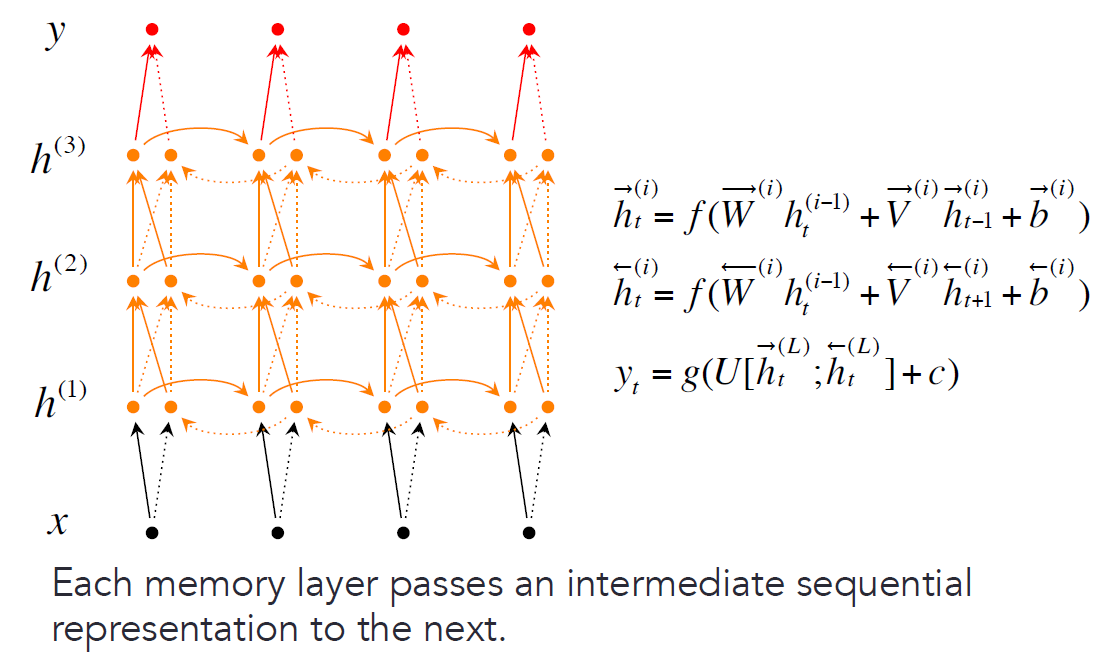 y
h^(3)
h^(2)
h^(1)
x
→h_t^(i) = f(→W^(i) h_t^(i–1) + →V^(i) →h_t–1^(i) + →b^(i))
←h_t^(i) = f(←W^(i) h_t^(i–1) + ←V^(i) ←h_t+1^(i) + ←b^(i))
y_t = g(U[→h_t^(L) ; ←h_t^(L)] + c)
Each memory layer passes an intermediate sequential
representation to the next.